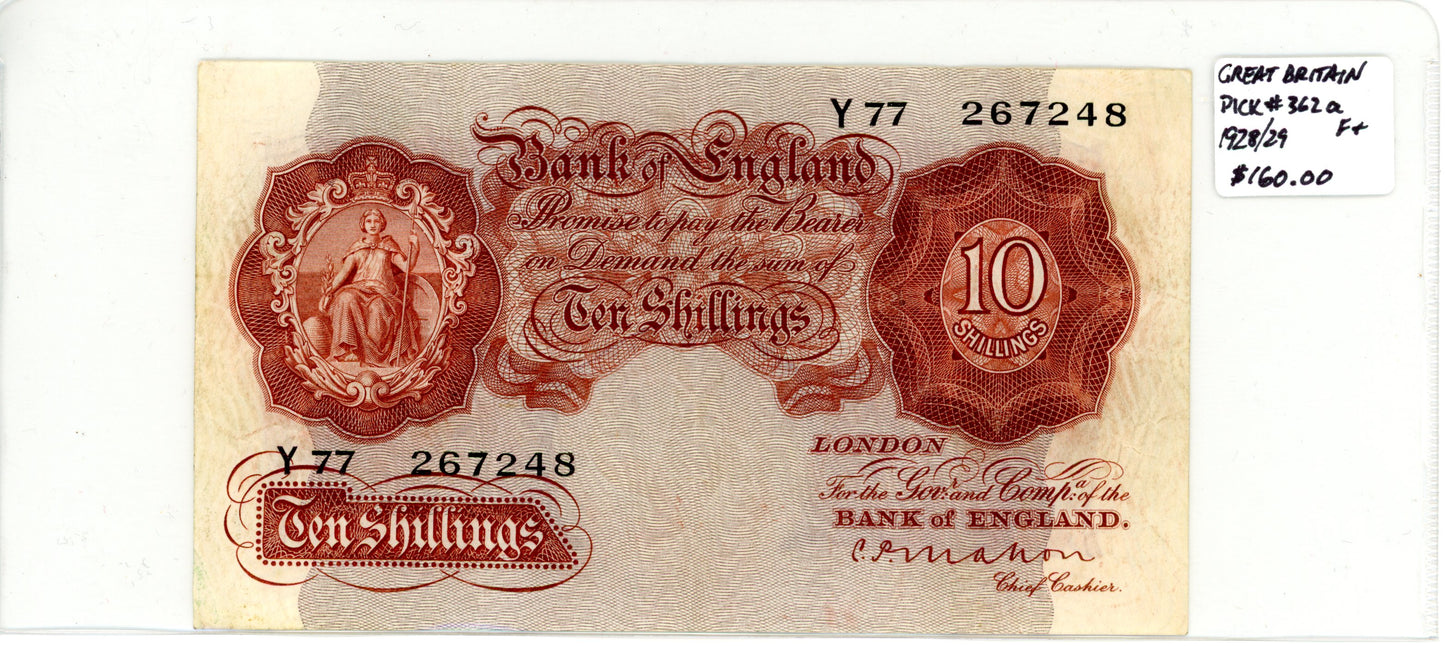 Y 77 267248
Bank of England
Promise to pay the Bearer
on Demand the sum of
Ten Shillings
10
SHILLINGS
Y 77 267248
Ten Shillings
LONDON
For the Govr. and Compa. of the
BANK of ENGLAND.
C.P. Mahon
Chief Cashier.
GREAT BRITAIN
PICK # 362a
1928/29 F+
$160.00